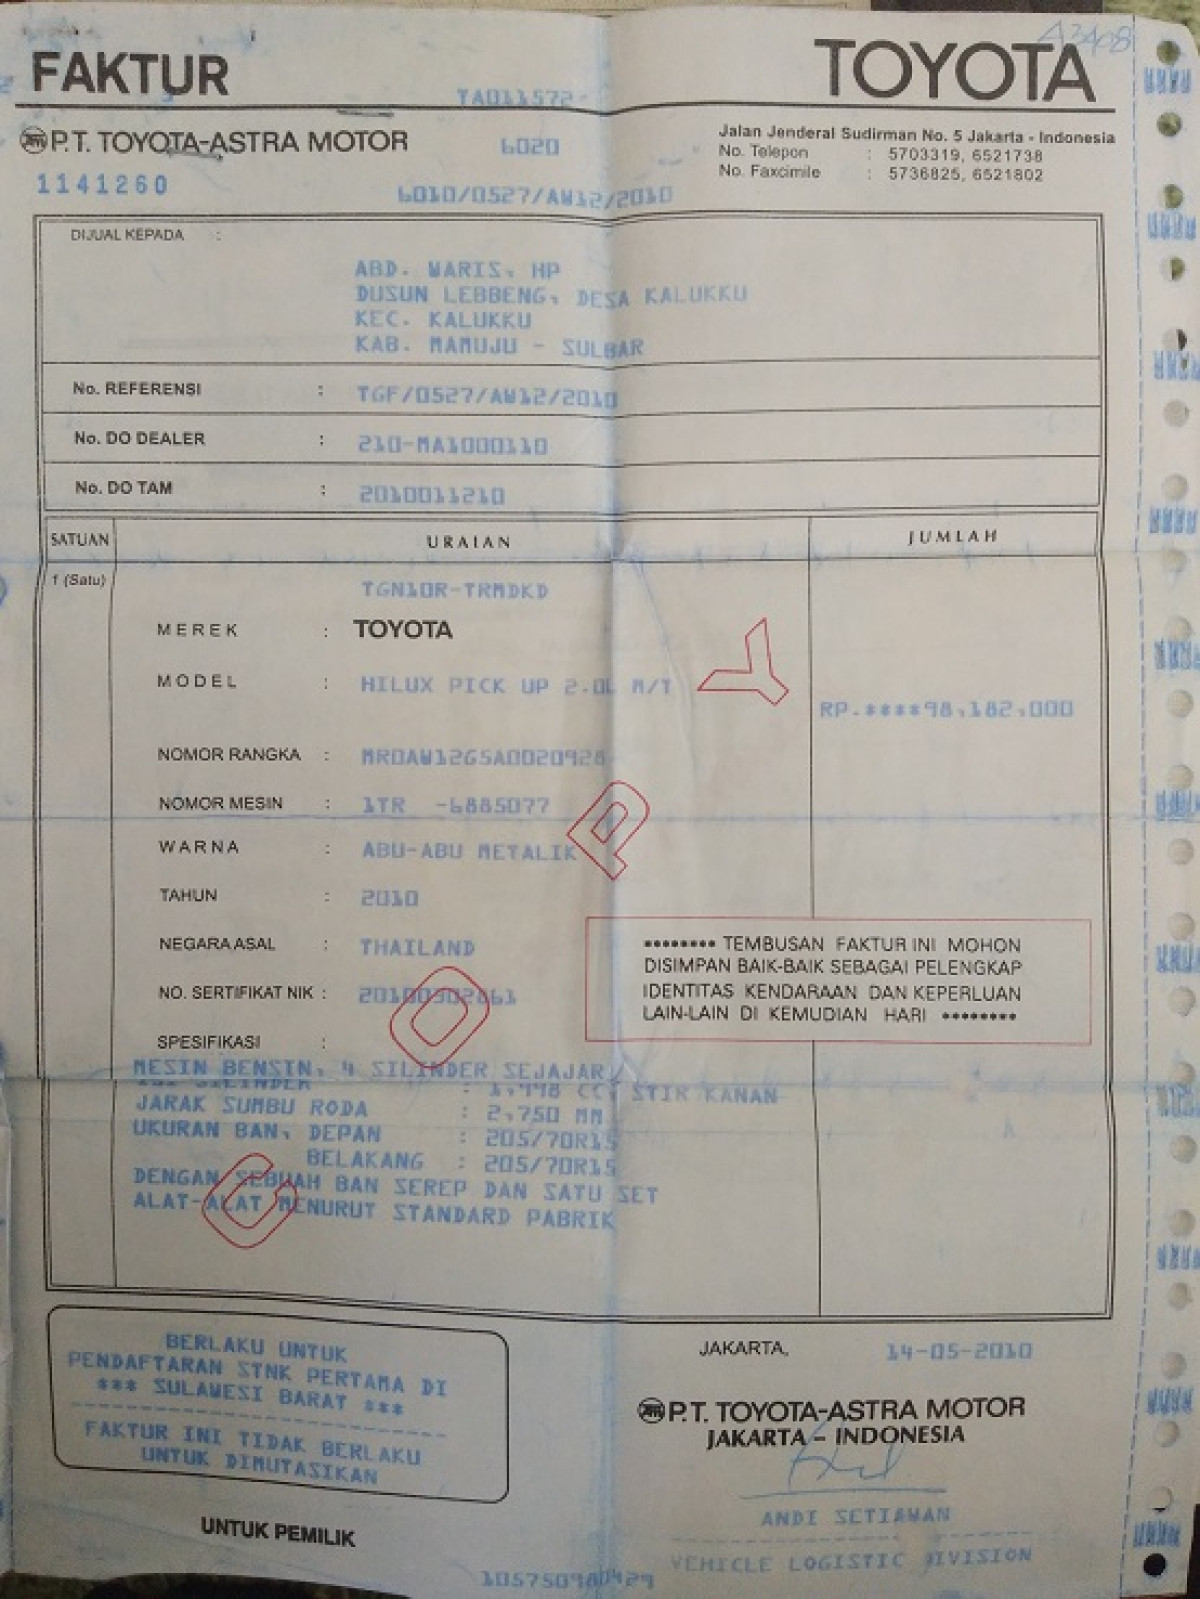 A3408
FAKTUR
TA011572-
TOYOTA
P.T. TOYOTA-ASTRA MOTOR
6020
Jalan Jenderal Sudirman No. 5 Jakarta - Indonesia
No. Telepon : 5703319, 6521738
No. Faxcimile : 5736825, 6521802
1141260
6010/0527/AW12/2010
DIJUAL KEPADA :
ABD. WARIS, HP
DUSUN LEBBENG, DESA KALUKKU
KEC. KALUKKU
KAB. MAMUJU - SULBAR
No. REFERENSI : TGF/0527/AW12/2010
No. DO DEALER : 210-MA1000110
No. DO TAM : 2010011210
SATUAN URAIAN JUMLAH
1 (Satu) TGN10R-TRMDKD
MEREK : TOYOTA
MODEL : HILUX PICK UP 2.0L M/T
RP.****98,182,000
NOMOR RANGKA : MR0AW12G5A0020928
NOMOR MESIN : 1TR -6885077
WARNA : ABU-ABU METALIK
TAHUN : 2010
NEGARA ASAL : THAILAND
NO. SERTIFIKAT NIK :
******** TEMBUSAN FAKTUR INI MOHON
DISIMPAN BAIK-BAIK SEBAGAI PELENGKAP
IDENTITAS KENDARAAN DAN KEPERLUAN
LAIN-LAIN DI KEMUDIAN HARI ********
SPESIFIKASI :
MESIN BENSIN, 4 SILINDER SEJAJAR
ISI SILINDER : 1,998 CC, STIR KANAN
JARAK SUMBU RODA : 2,750 MM
UKURAN BAN, DEPAN : 205/70R15
BELAKANG : 205/70R15
DENGAN SEBUAH BAN SEREP DAN SATU SET
ALAT-ALAT MENURUT STANDARD PABRIK
COPY
BERLAKU UNTUK
PENDAFTARAN STNK PERTAMA DI
*** SULAWESI BARAT ***
FAKTUR INI TIDAK BERLAKU
UNTUK DIMUTASIKAN
JAKARTA, 14-05-2010
P.T. TOYOTA-ASTRA MOTOR
JAKARTA - INDONESIA
ANDI SETIAWAN
VEHICLE LOGISTIC DIVISION
UNTUK PEMILIK
105750980429